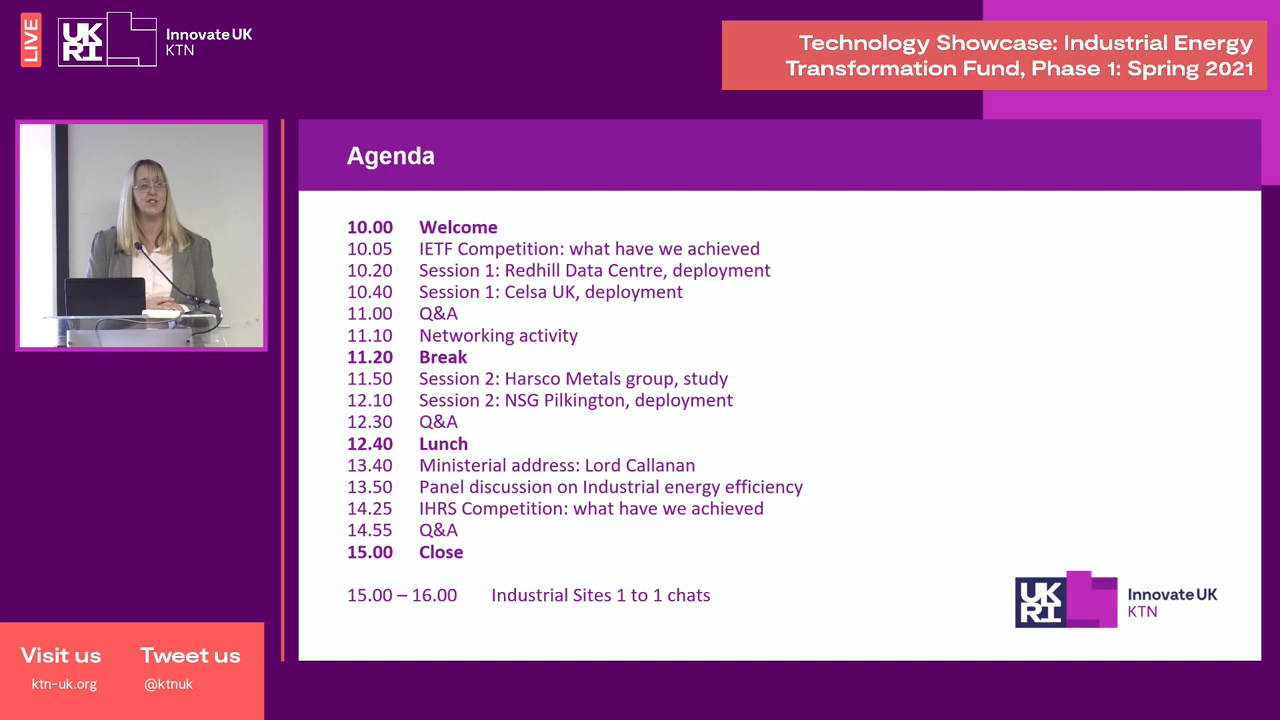 LIVE
UK
RI
Innovate UK
KTN
Technology Showcase: Industrial Energy
Transformation Fund, Phase 1: Spring 2021
Agenda
10.00 Welcome
10.05 IETF Competition: what have we achieved
10.20 Session 1: Redhill Data Centre, deployment
10.40 Session 1: Celsa UK, deployment
11.00 Q&A
11.10 Networking activity
11.20 Break
11.50 Session 2: Harsco Metals group, study
12.10 Session 2: NSG Pilkington, deployment
12.30 Q&A
12.40 Lunch
13.40 Ministerial address: Lord Callanan
13.50 Panel discussion on Industrial energy efficiency
14.25 IHRS Competition: what have we achieved
14.55 Q&A
15.00 Close
15.00 – 16.00 Industrial Sites 1 to 1 chats
UK
RI
Innovate UK
KTN
Visit us
ktn-uk.org
Tweet us
@ktnuk